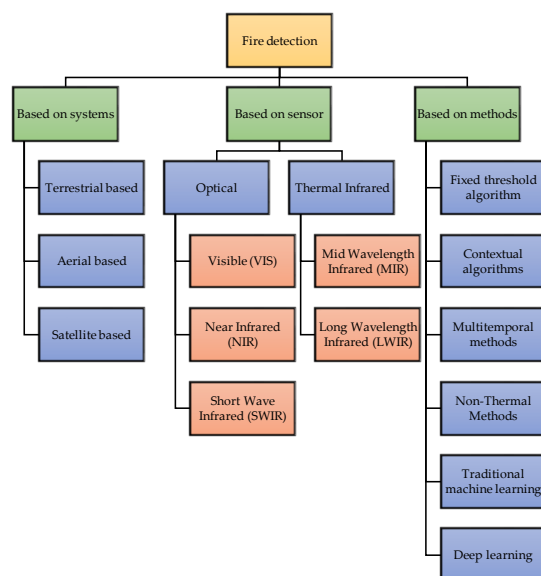 Fire detection
Based on systems
Based on sensor
Based on methods
Terrestrial based
Aerial based
Satellite based
Optical
Thermal Infrared
Visible (VIS)
Near Infrared
(NIR)
Short Wave
Infrared (SWIR)
Mid Wavelength
Infrared (MIR)
Long Wavelength
Infrared (LWIR)
Fixed threshold
algorithm
Contextual
algorithms
Multitemporal
methods
Non-Thermal
Methods
Traditional
machine learning
Deep learning